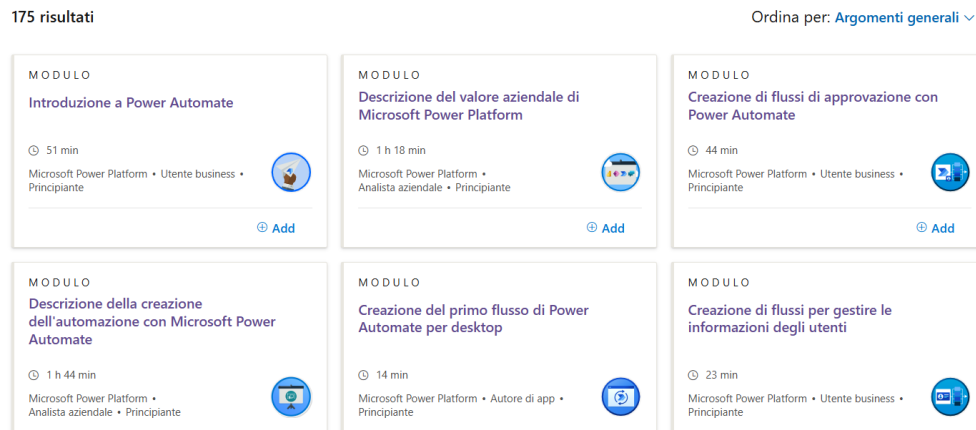 175 risultati
Ordina per: Argomenti generali
MODULO
Introduzione a Power Automate
51 min
Microsoft Power Platform • Utente business •
Principiante
Add
MODULO
Descrizione del valore aziendale di
Microsoft Power Platform
1 h 18 min
Microsoft Power Platform •
Analista aziendale • Principiante
Add
MODULO
Creazione di flussi di approvazione con
Power Automate
44 min
Microsoft Power Platform • Utente business •
Principiante
Add
MODULO
Descrizione della creazione
dell'automazione con Microsoft Power
Automate
1 h 44 min
Microsoft Power Platform •
Analista aziendale • Principiante
MODULO
Creazione del primo flusso di Power
Automate per desktop
14 min
Microsoft Power Platform • Autore di app •
Principiante
MODULO
Creazione di flussi per gestire le
informazioni degli utenti
23 min
Microsoft Power Platform • Utente business •
Principiante